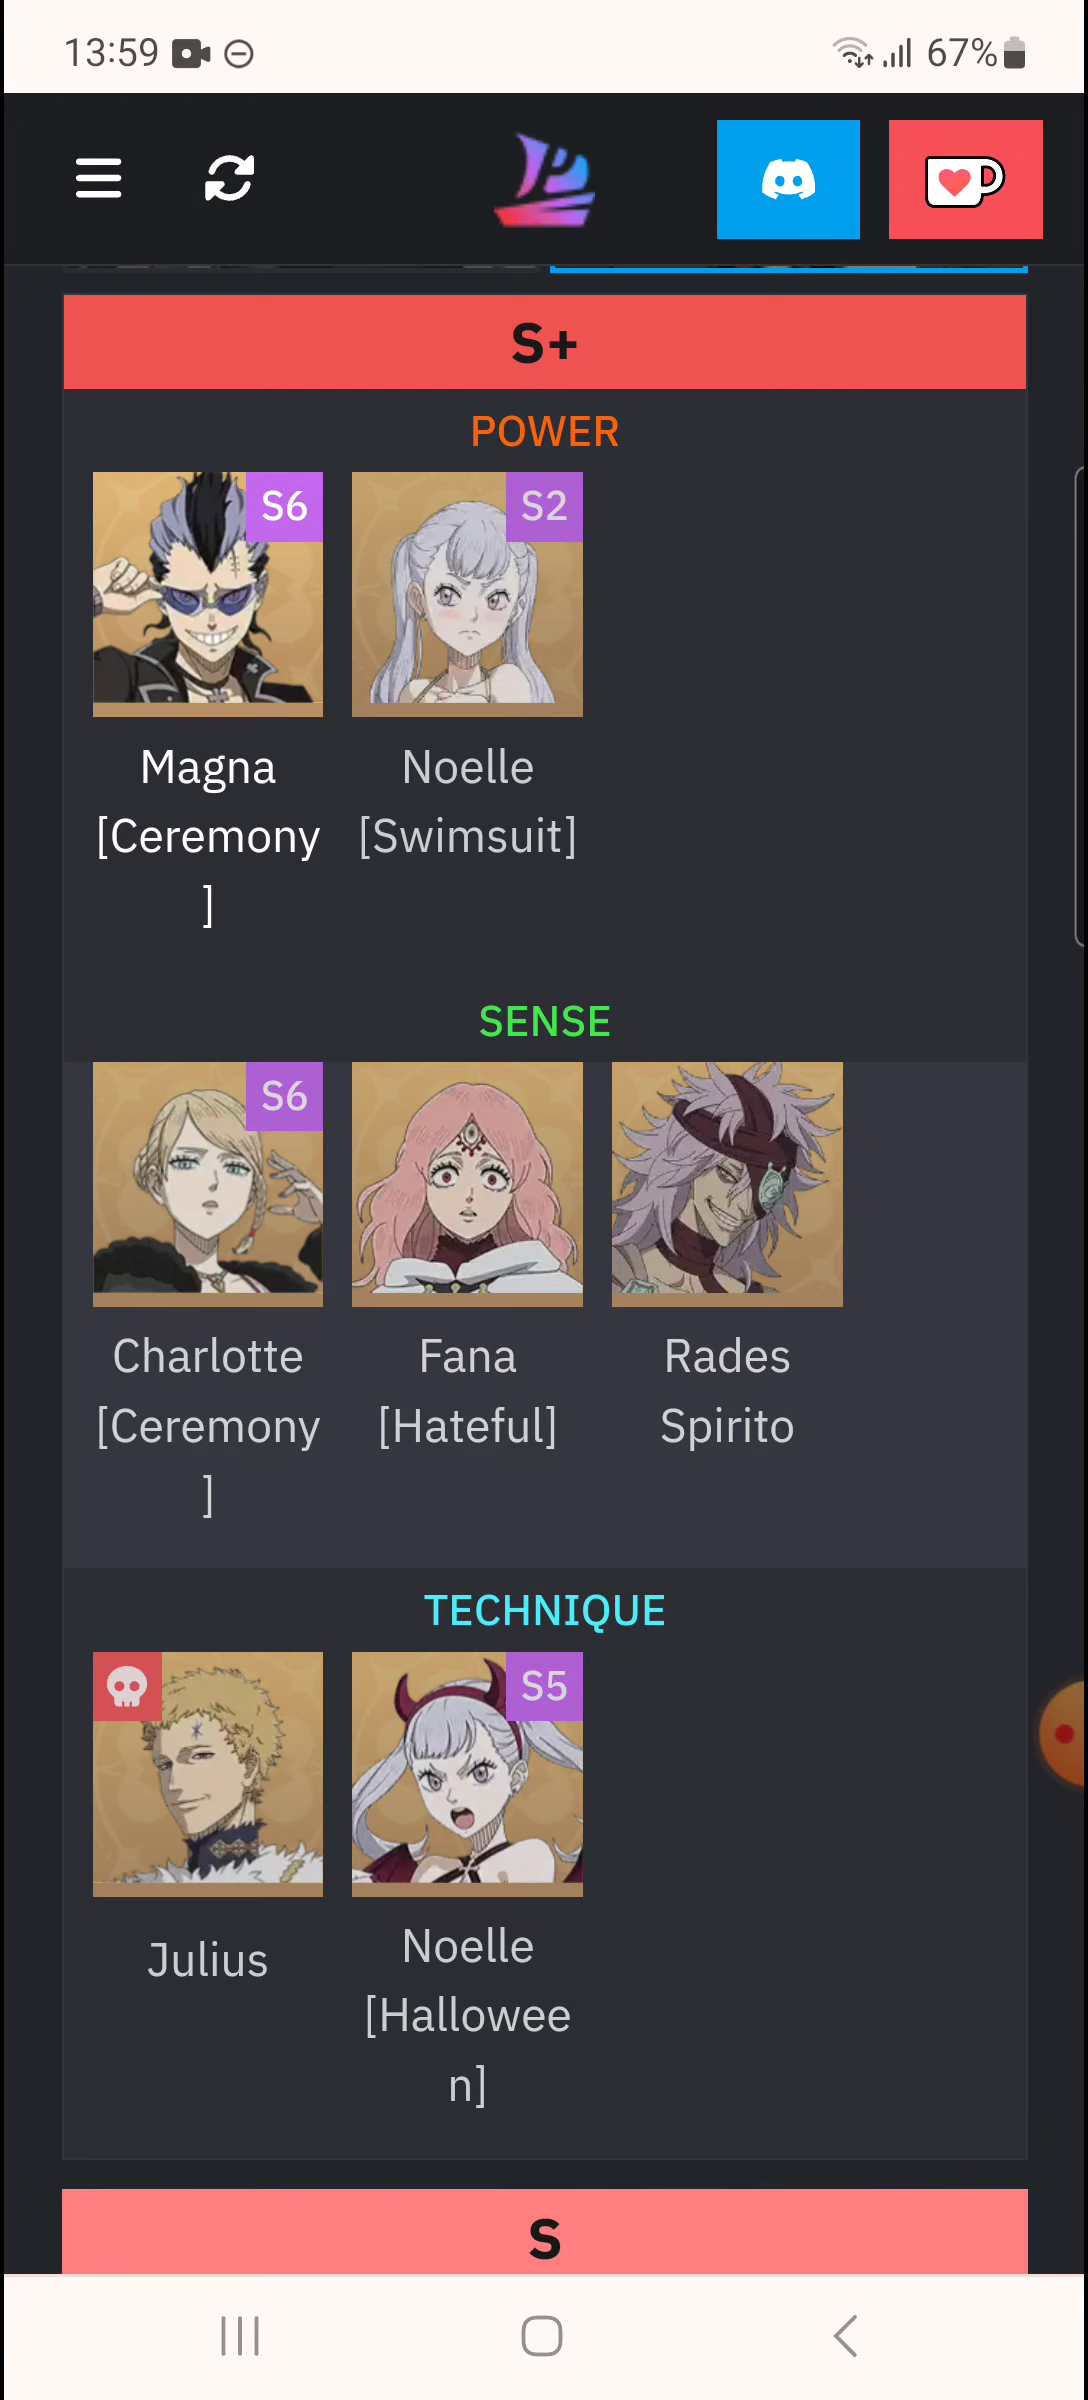 13:59
67%
S+
POWER
S6
S2
Magna
[Ceremony
]
Noelle
[Swimsuit]
SENSE
S6
Charlotte
[Ceremony
]
Fana
[Hateful]
Rades
Spirito
TECHNIQUE
S5
Julius
Noelle
[Hallowee
n]
S